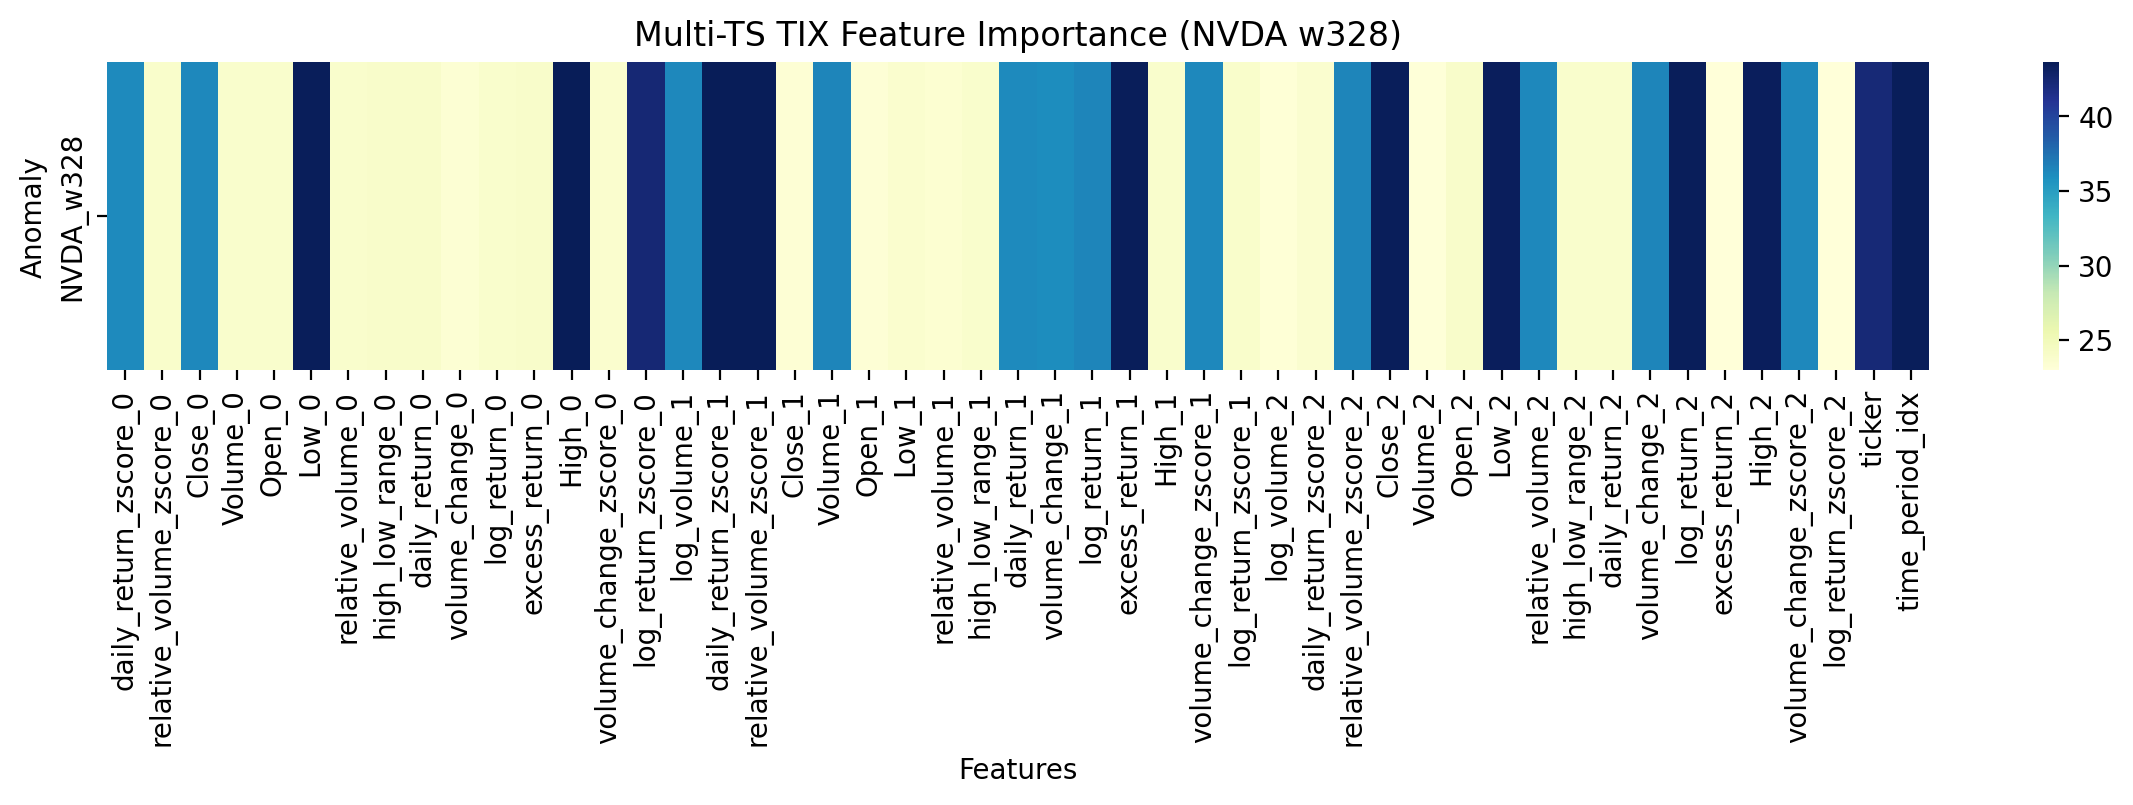 Multi-TS TIX Feature Importance (NVDA w328)
Anomaly
NVDA_w328
40
35
30
25
daily_return_zscore_0
relative_volume_zscore_0
Close_0
Volume_0
Open_0
Low_0
relative_volume_0
high_low_range_0
daily_return_0
volume_change_0
log_return_0
excess_return_0
High_0
volume_change_zscore_0
log_return_zscore_0
log_volume_1
daily_return_zscore_1
relative_volume_zscore_1
Close_1
Volume_1
Open_1
Low_1
relative_volume_1
high_low_range_1
daily_return_1
volume_change_1
log_return_1
excess_return_1
High_1
volume_change_zscore_1
log_return_zscore_1
log_volume_2
daily_return_zscore_2
relative_volume_zscore_2
Close_2
Volume_2
Open_2
Low_2
relative_volume_2
high_low_range_2
daily_return_2
volume_change_2
log_return_2
excess_return_2
High_2
volume_change_zscore_2
log_return_zscore_2
ticker
time_period_idx
Features